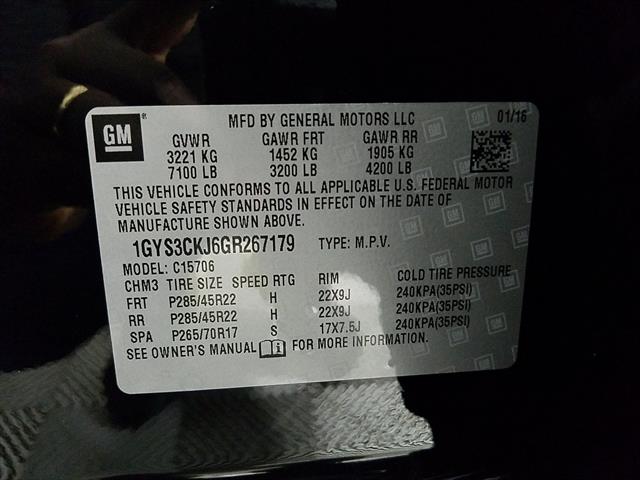 MFD BY GENERAL MOTORS LLC 01/16
GM®
GVWR GAWR FRT GAWR RR
3221 KG 1452 KG 1905 KG
7100 LB 3200 LB 4200 LB
THIS VEHICLE CONFORMS TO ALL APPLICABLE U.S. FEDERAL MOTOR
VEHICLE SAFETY STANDARDS IN EFFECT ON THE DATE OF
MANUFACTURE SHOWN ABOVE.
1GYS3CKJ6GR267179 TYPE: M.P.V.
MODEL: C15706
CHM3 TIRE SIZE SPEED RTG RIM COLD TIRE PRESSURE
FRT P285/45R22 H 22X9J 240KPA(35PSI)
RR P285/45R22 H 22X9J 240KPA(35PSI)
SPA P265/70R17 S 17X7.5J 240KPA(35PSI)
SEE OWNER'S MANUAL FOR MORE INFORMATION.